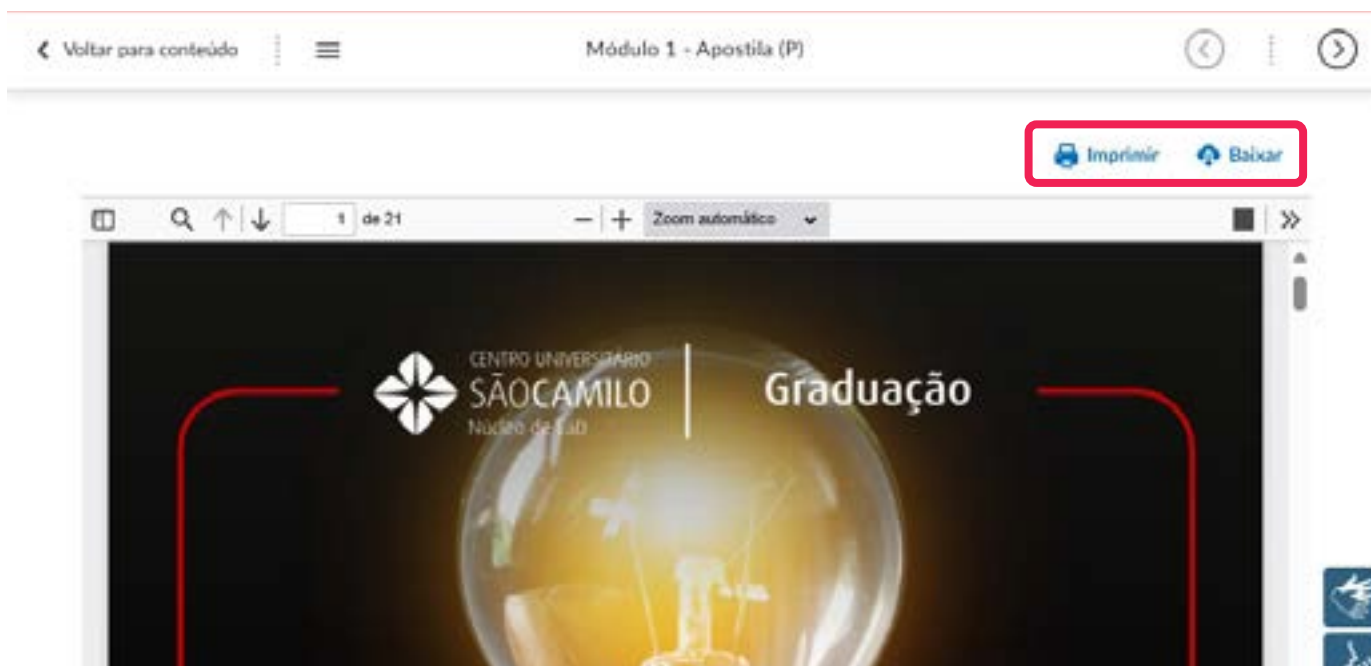 Voltar para conteúdo
Módulo 1 - Apostila (P)
Imprimir
Baixar
1 de 21
Zoom automático
CENTRO UNIVERSITÁRIO
SÃOCAMILO
Núcleo de EaD
Graduação